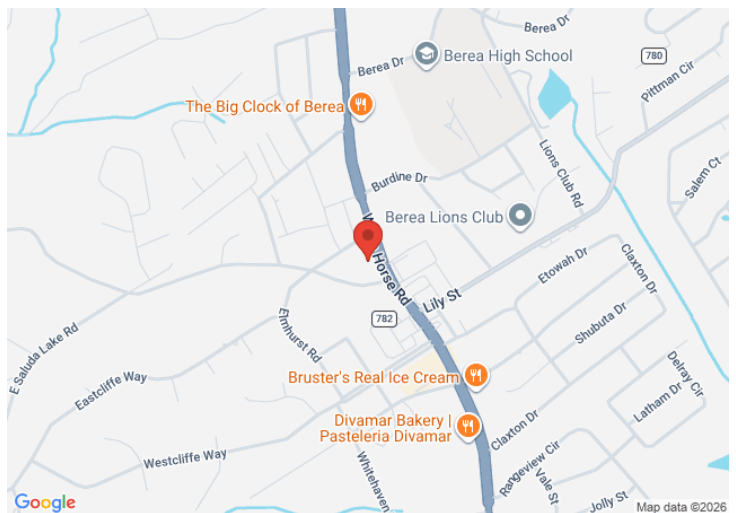 Berea Dr
Berea Dr
Berea High School
780
Pittman Cir
The Big Clock of Berea
Burdine Dr
Lions Club Rd
Salem Ct
Berea Lions Club
Horse Rd
Etowah Dr
Claxton Dr
Lily St
782
Elmhurst Rd
Shubuta Dr
E Saluda Lake Rd
Eastcliffe Way
Bruster's Real Ice Cream
Delray Cir
Latham Dr
Divamar Bakery |
Pasteleria Divamar
Claxton Dr
Westcliffe Way
Whitehaven
Rangeview Cir
Vale St
Jolly St
Google
Map data ©2026